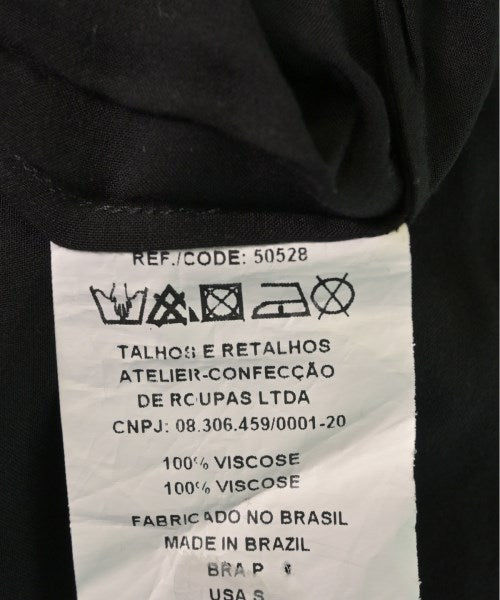 REF./CODE: 50528
TALHOS E RETALHOS
ATELIER-CONFECÇÃO
DE ROUPAS LTDA
CNPJ: 08.306.459/0001-20
100% VISCOSE
100% VISCOSE
FABRICADO NO BRASIL
MADE IN BRAZIL
BRA P
USA S